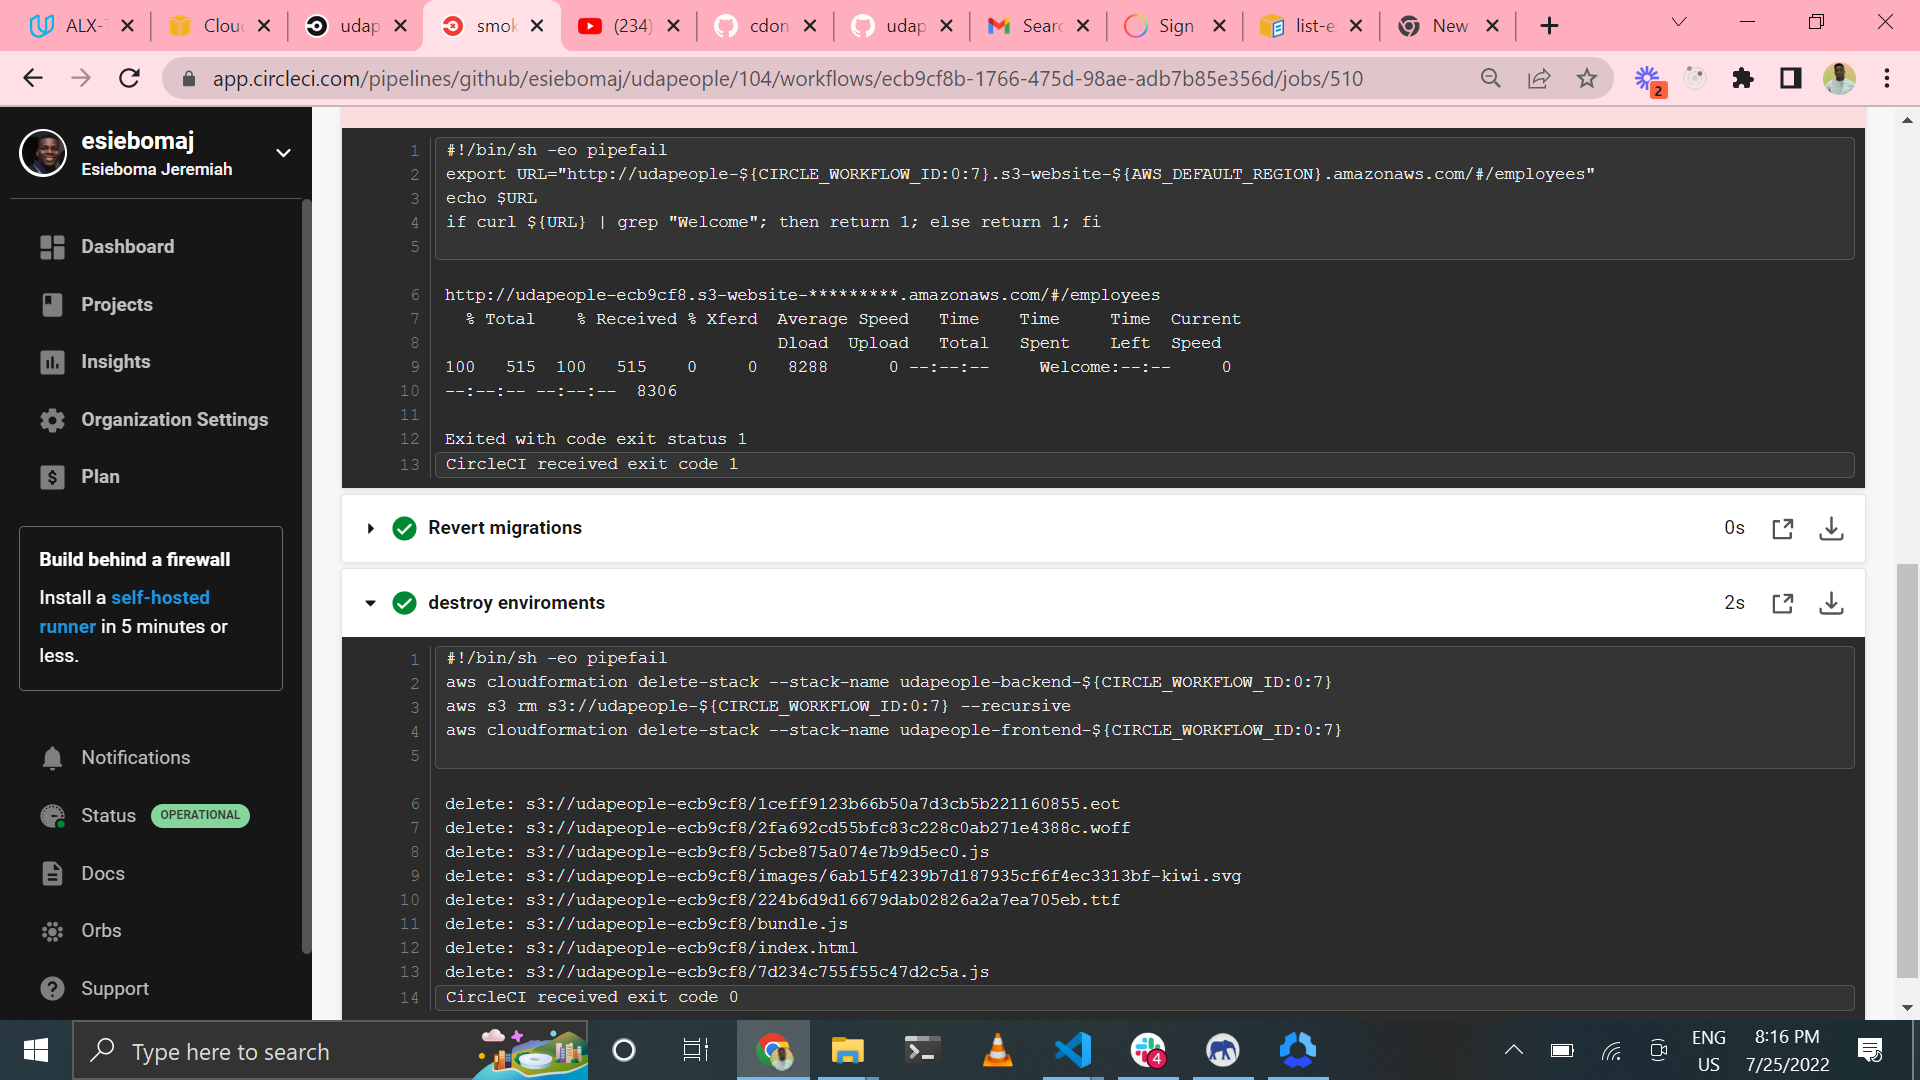 ALX-T
Clou
udap
smok
(234)
cdon
udap
Sear
Sign
list-e
New
app.circleci.com/pipelines/github/esiebomaj/udapeople/104/workflows/ecb9cf8b-1766-475d-98ae-adb7b85e356d/jobs/510
2
esiebomaj
Esieboma Jeremiah
Dashboard
Projects
Insights
Organization Settings
Plan
Build behind a firewall
Install a self-hosted
runner in 5 minutes or
less.
Notifications
Status OPERATIONAL
Docs
Orbs
Support
1 #!/bin/sh -eo pipefail
2 export URL="http://udapeople-${CIRCLE_WORKFLOW_ID:0:7}.s3-website-${AWS_DEFAULT_REGION}.amazonaws.com/#/employees"
3 echo $URL
4 if curl ${URL} | grep "Welcome"; then return 1; else return 1; fi
5
6 http://udapeople-ecb9cf8.s3-website-*********.amazonaws.com/#/employees
7 % Total % Received % Xferd Average Speed Time Time Time Current
8 Dload Upload Total Spent Left Speed
9 100 515 100 515 0 0 8288 0 --:--:-- Welcome:--:-- 0
10 --:--:-- --:--:-- 8306
11
12 Exited with code exit status 1
13 CircleCI received exit code 1
Revert migrations 0s
destroy enviroments 2s
1 #!/bin/sh -eo pipefail
2 aws cloudformation delete-stack --stack-name udapeople-backend-${CIRCLE_WORKFLOW_ID:0:7}
3 aws s3 rm s3://udapeople-${CIRCLE_WORKFLOW_ID:0:7} --recursive
4 aws cloudformation delete-stack --stack-name udapeople-frontend-${CIRCLE_WORKFLOW_ID:0:7}
5
6 delete: s3://udapeople-ecb9cf8/1ceff9123b66b50a7d3cb5b221160855.eot
7 delete: s3://udapeople-ecb9cf8/2fa692cd55bfc83c228c0ab271e4388c.woff
8 delete: s3://udapeople-ecb9cf8/5cbe875a074e7b9d5ec0.js
9 delete: s3://udapeople-ecb9cf8/images/6ab15f4239b7d187935cf6f4ec3313bf-kiwi.svg
10 delete: s3://udapeople-ecb9cf8/224b6d9d16679dab02826a2a7ea705eb.ttf
11 delete: s3://udapeople-ecb9cf8/bundle.js
12 delete: s3://udapeople-ecb9cf8/index.html
13 delete: s3://udapeople-ecb9cf8/7d234c755f55c47d2c5a.js
14 CircleCI received exit code 0
Type here to search
4
ENG
US
8:16 PM
7/25/2022